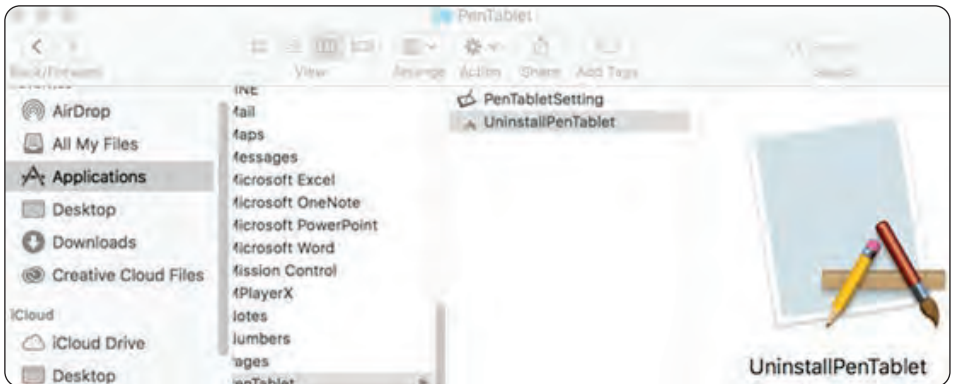 PenTablet
Back/Forward View Arrange Action Share Add Tags Search
AirDrop
All My Files
Applications
Desktop
Downloads
Creative Cloud Files
iCloud
iCloud Drive
Desktop
Mail
Maps
Messages
Microsoft Excel
Microsoft OneNote
Microsoft PowerPoint
Microsoft Word
Mission Control
MPlayerX
Notes
Numbers
Pages
PenTablet
PenTabletSetting
UninstallPenTablet
UninstallPenTablet